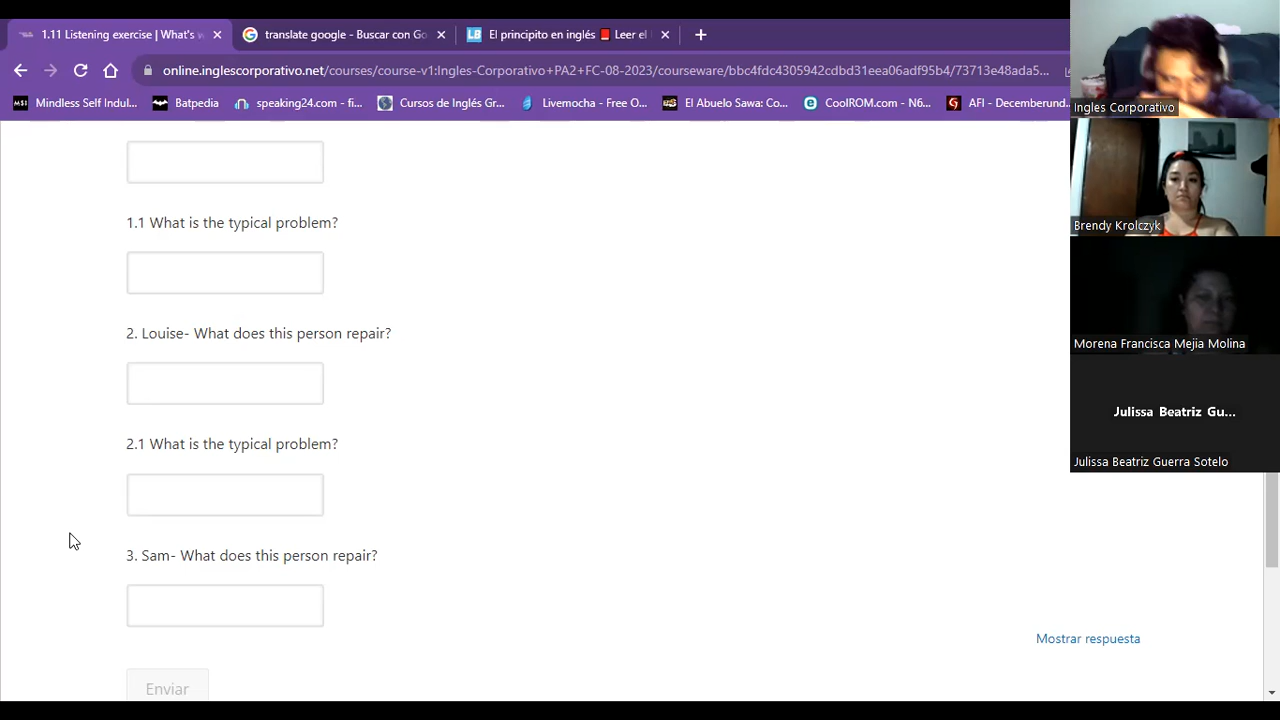 1.11 Listening exercise | What's w
translate google - Buscar con Go
LB El principito en inglés 📕 Leer el
online.inglescorporativo.net/courses/course-v1:Ingles-Corporativo+PA2+FC-08-2023/courseware/bbc4fdc4305942cdbd31eea06adf95b4/73713e48ada5...
MSI Mindless Self Indul...
Batpedia
speaking24.com - fi...
Cursos de Inglés Gr...
Livemocha - Free O...
El Abuelo Sawa: Co...
CoolROM.com - N6...
AFI - Decemberund
1.1 What is the typical problem?
2. Louise- What does this person repair?
2.1 What is the typical problem?
3. Sam- What does this person repair?
Mostrar respuesta
Enviar
Ingles Corporativo
Brendy Krolczyk
Morena Francisca Mejia Molina
Julissa Beatriz Gu...
Julissa Beatriz Guerra Sotelo